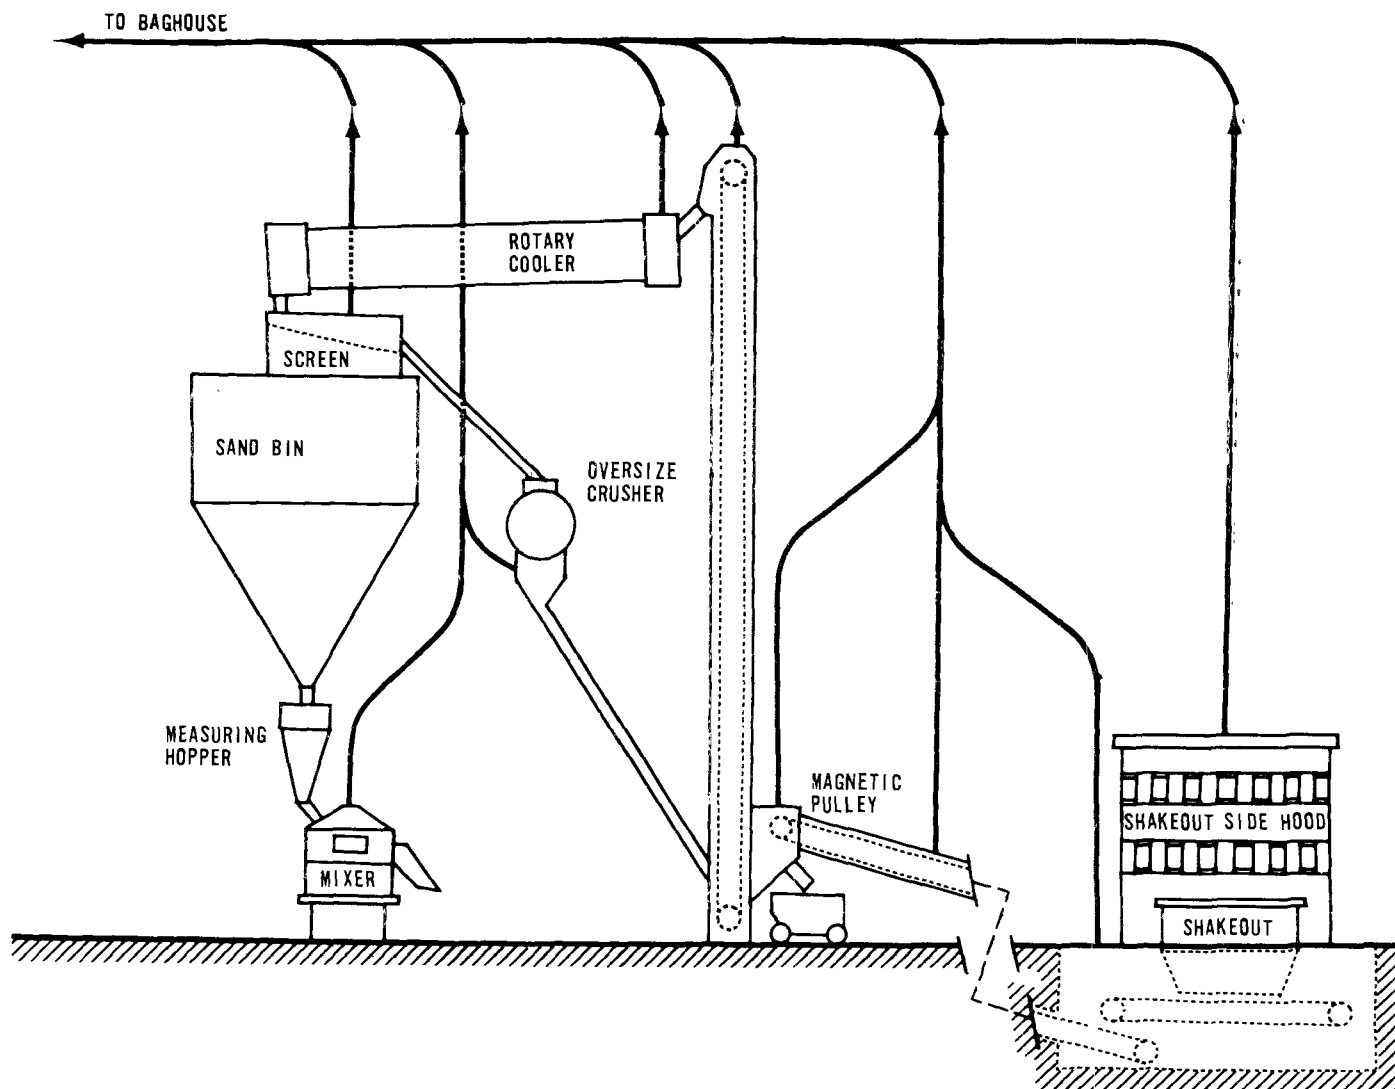 TO BAGHOUSE
ROTARY
COOLER
SCREEN
SAND BIN
OVERSIZE
CRUSHER
MEASURING
HOPPER
MAGNETIC
PULLEY
SHAKEOUT SIDE HOOD
MIXER
SHAKEOUT